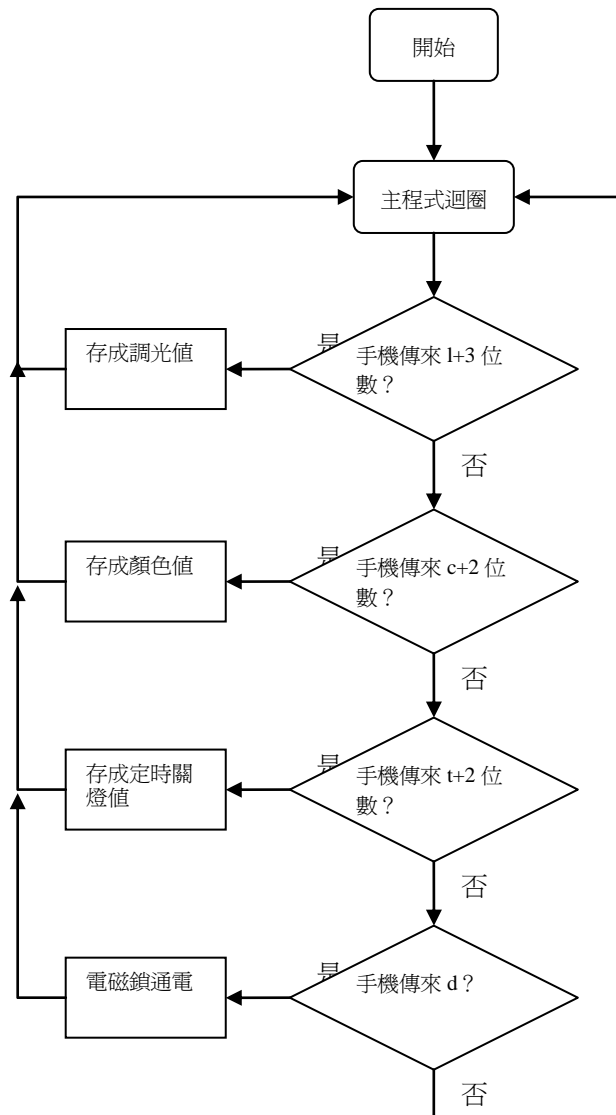 開始
主程式迴圈
存成調光值
是
手機傳來 l+3 位
數？
否
存成顏色值
是
手機傳來 c+2 位
數？
否
存成定時關
燈值
是
手機傳來 t+2 位
數？
否
電磁鎖通電
是
手機傳來 d？
否